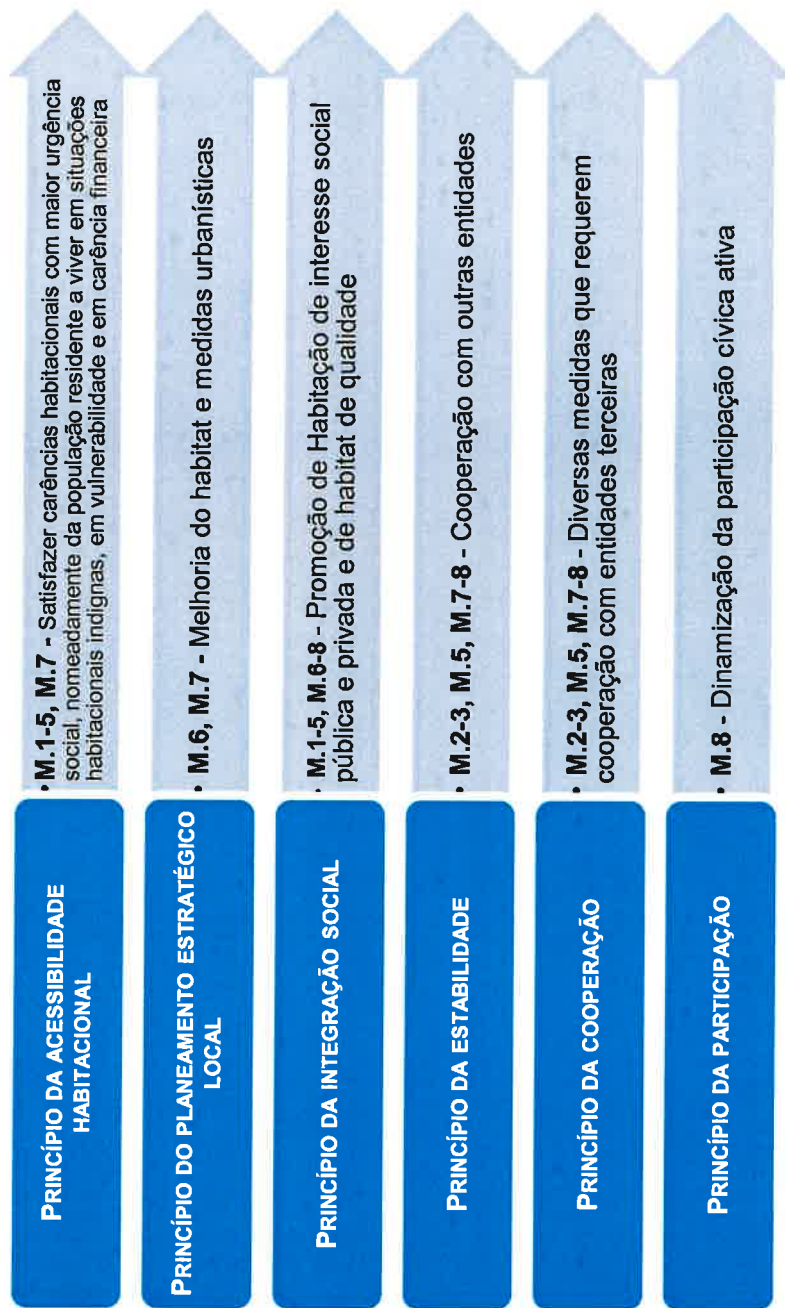 PRINCÍPIO DA ACESSIBILIDADE
HABITACIONAL
• M.1-5, M.7 - Satisfazer carências habitacionais com maior urgência
social, nomeadamente da população residente a viver em situações
habitacionais indignas, em vulnerabilidade e em carência financeira
PRINCÍPIO DO PLANEAMENTO ESTRATÉGICO
LOCAL
• M.6, M.7 - Melhoria do habitat e medidas urbanísticas
PRINCÍPIO DA INTEGRAÇÃO SOCIAL
• M.1-5, M.6-8 - Promoção de Habitação de interesse social
pública e privada e de habitat de qualidade
PRINCÍPIO DA ESTABILIDADE
• M.2-3, M.5, M.7-8 - Cooperação com outras entidades
PRINCÍPIO DA COOPERAÇÃO
• M.2-3, M.5, M.7-8 - Diversas medidas que requerem
cooperação com entidades terceiras
PRINCÍPIO DA PARTICIPAÇÃO
• M.8 - Dinamização da participação cívica ativa